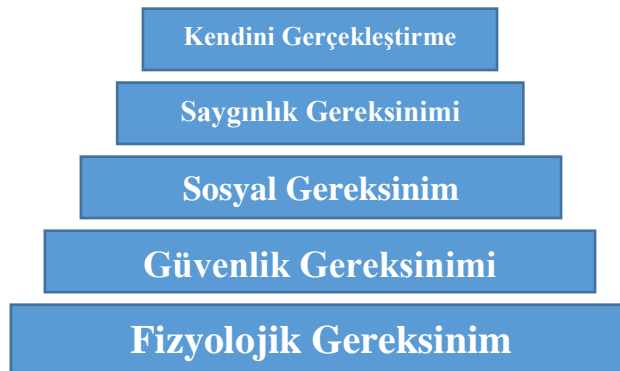 Kendini Gerçekleştirme
Saygınlık Gereksinimi
Sosyal Gereksinim
Güvenlik Gereksinimi
Fizyolojik Gereksinim